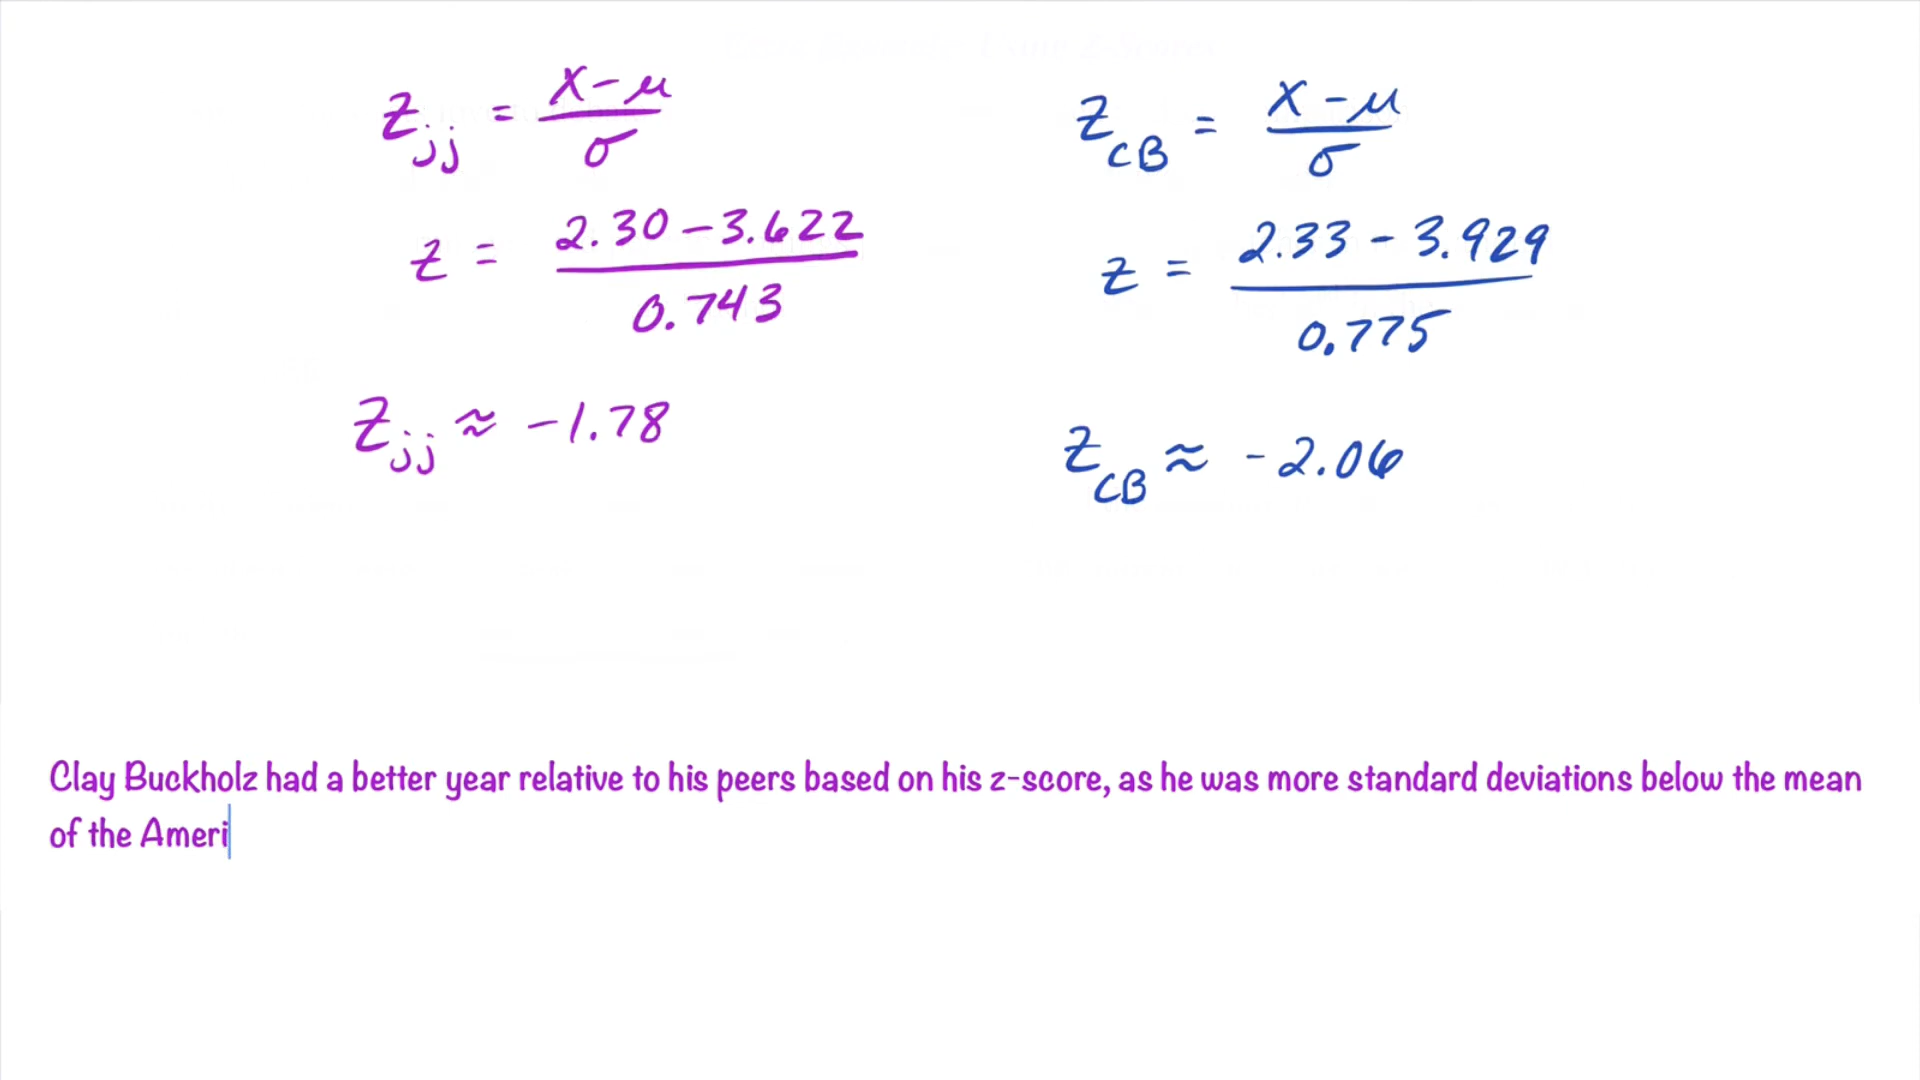 Z_jj = (x-μ)/σ
z = (2.30-3.622)/0.743
Z_jj ≈ -1.78
Z_CB = (x-μ)/σ
z = (2.33-3.929)/0.775
Z_CB ≈ -2.06
Clay Buckholz had a better year relative to his peers based on his z-score, as he was more standard deviations below the mean
of the Ameri